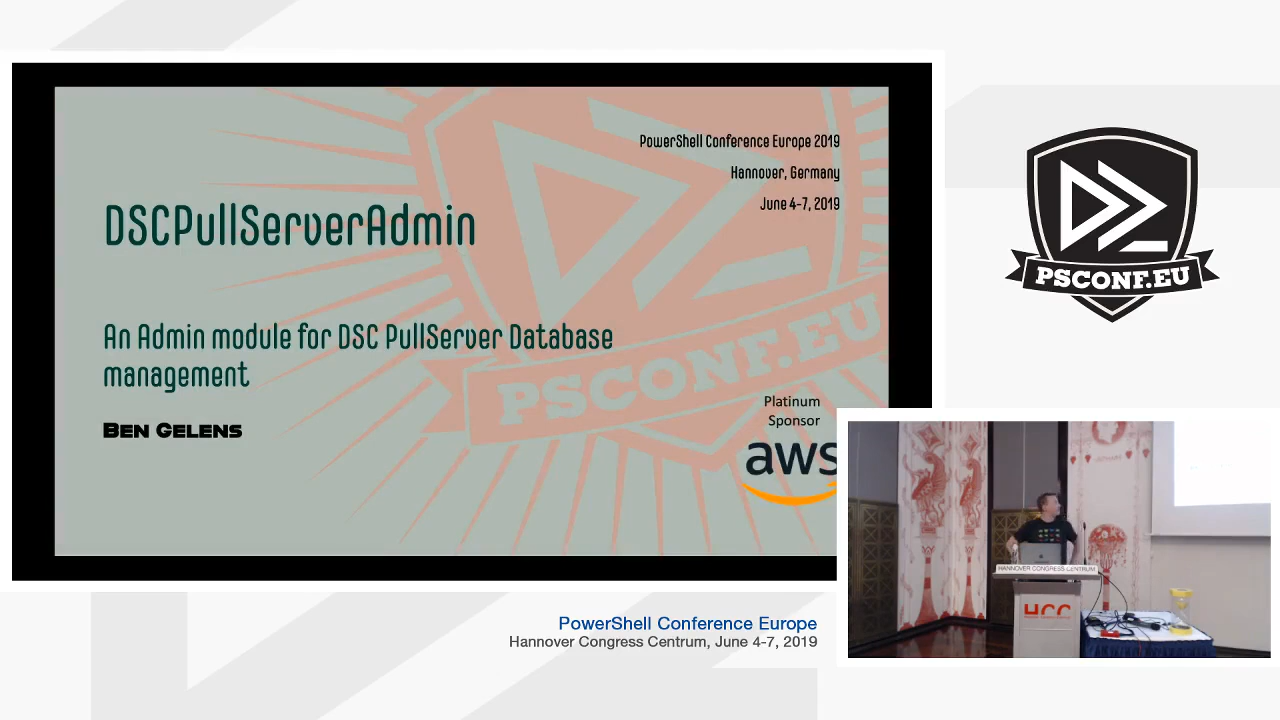 PowerShell Conference Europe 2019
Hannover, Germany
June 4-7, 2019
DSCPullServerAdmin
An Admin module for DSC PullServer Database
management
BEN GELENS
PSCONF.EU
Platinum
Sponsor
aws
PSCONF.EU
HANNOVER CONGRESS CENTRUM
HCC
PowerShell Conference Europe
Hannover Congress Centrum, June 4-7, 2019